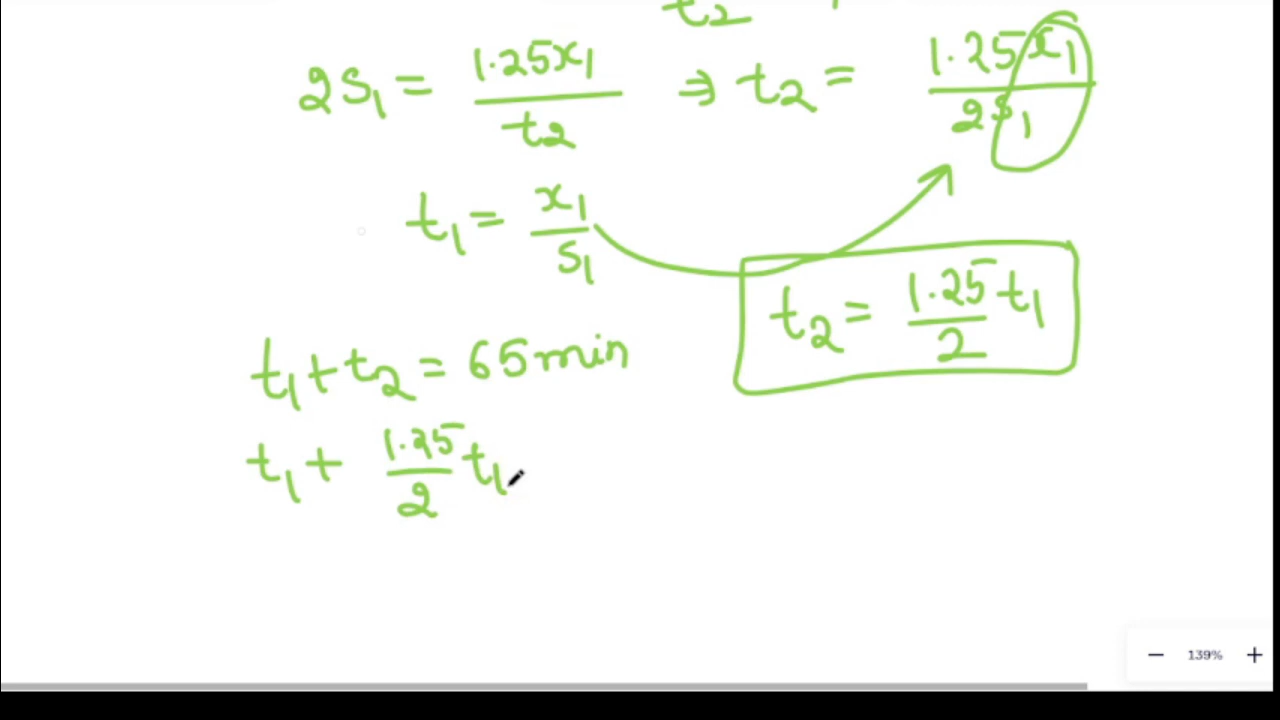 t₂
2S₁ = 1.25x₁/t₂ ⇒ t₂ = 1.25x₁/2S₁
t₁ = x₁/S₁
t₂ = 1.25/2 t₁
t₁ + t₂ = 65 min
t₁ + 1.25/2 t₁
139%